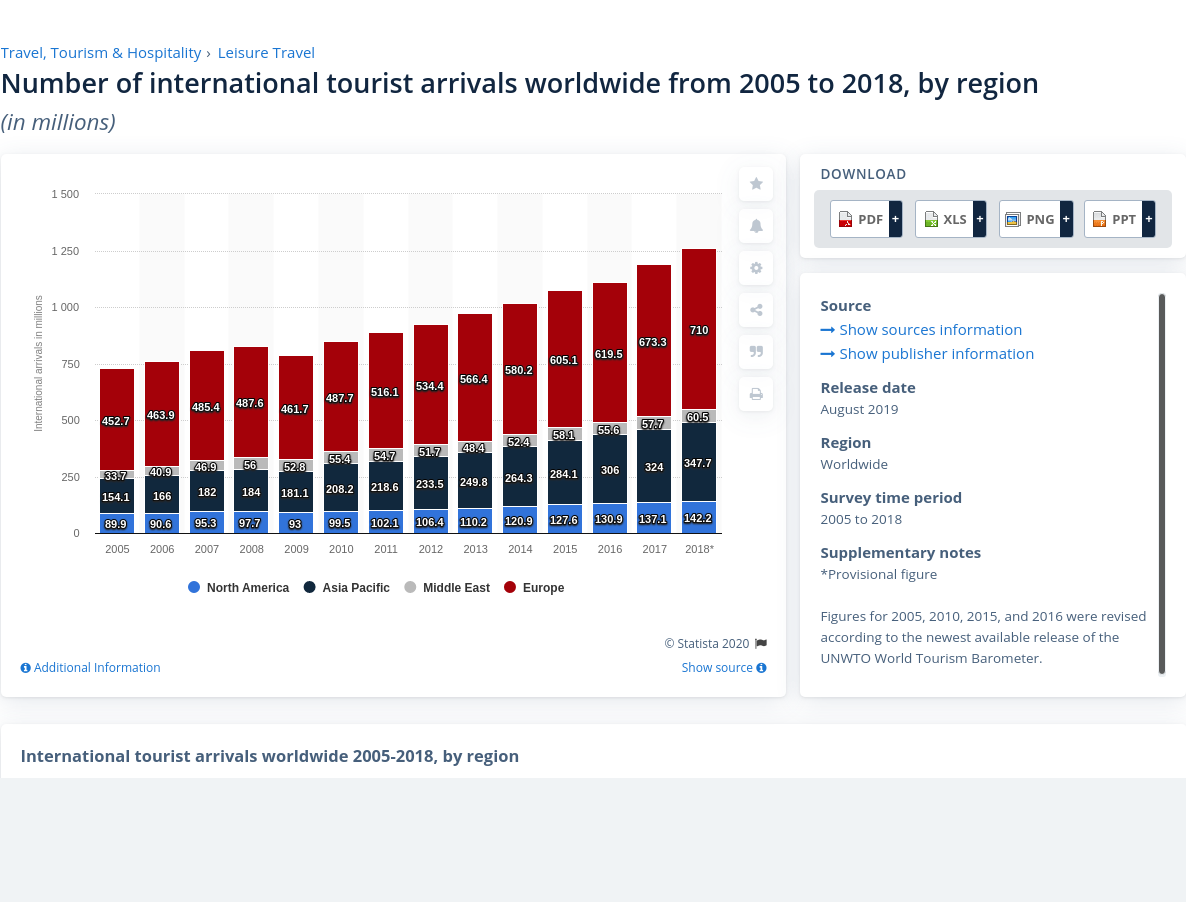 Travel, Tourism & Hospitality › Leisure Travel
Number of international tourist arrivals worldwide from 2005 to 2018, by region
(in millions)
1 500
1 250
1 000
750
500
250
0
International arrivals in millions
452.7 463.9 485.4 487.6 461.7 487.7 516.1 534.4 566.4 580.2 605.1 619.5 673.3 710
33.7 40.9 46.9 56 52.8 55.4 54.7 51.7 48.4 52.4 58.1 55.6 57.7 60.5
154.1 166 182 184 181.1 208.2 218.6 233.5 249.8 264.3 284.1 306 324 347.7
89.9 90.6 95.3 97.7 93 99.5 102.1 106.4 110.2 120.9 127.6 130.9 137.1 142.2
2005 2006 2007 2008 2009 2010 2011 2012 2013 2014 2015 2016 2017 2018*
North America Asia Pacific Middle East Europe
© Statista 2020
Additional Information
Show source
DOWNLOAD
PDF + XLS + PNG + PPT +
Source
Show sources information
Show publisher information
Release date
August 2019
Region
Worldwide
Survey time period
2005 to 2018
Supplementary notes
*Provisional figure
Figures for 2005, 2010, 2015, and 2016 were revised
according to the newest available release of the
UNWTO World Tourism Barometer.
International tourist arrivals worldwide 2005-2018, by region